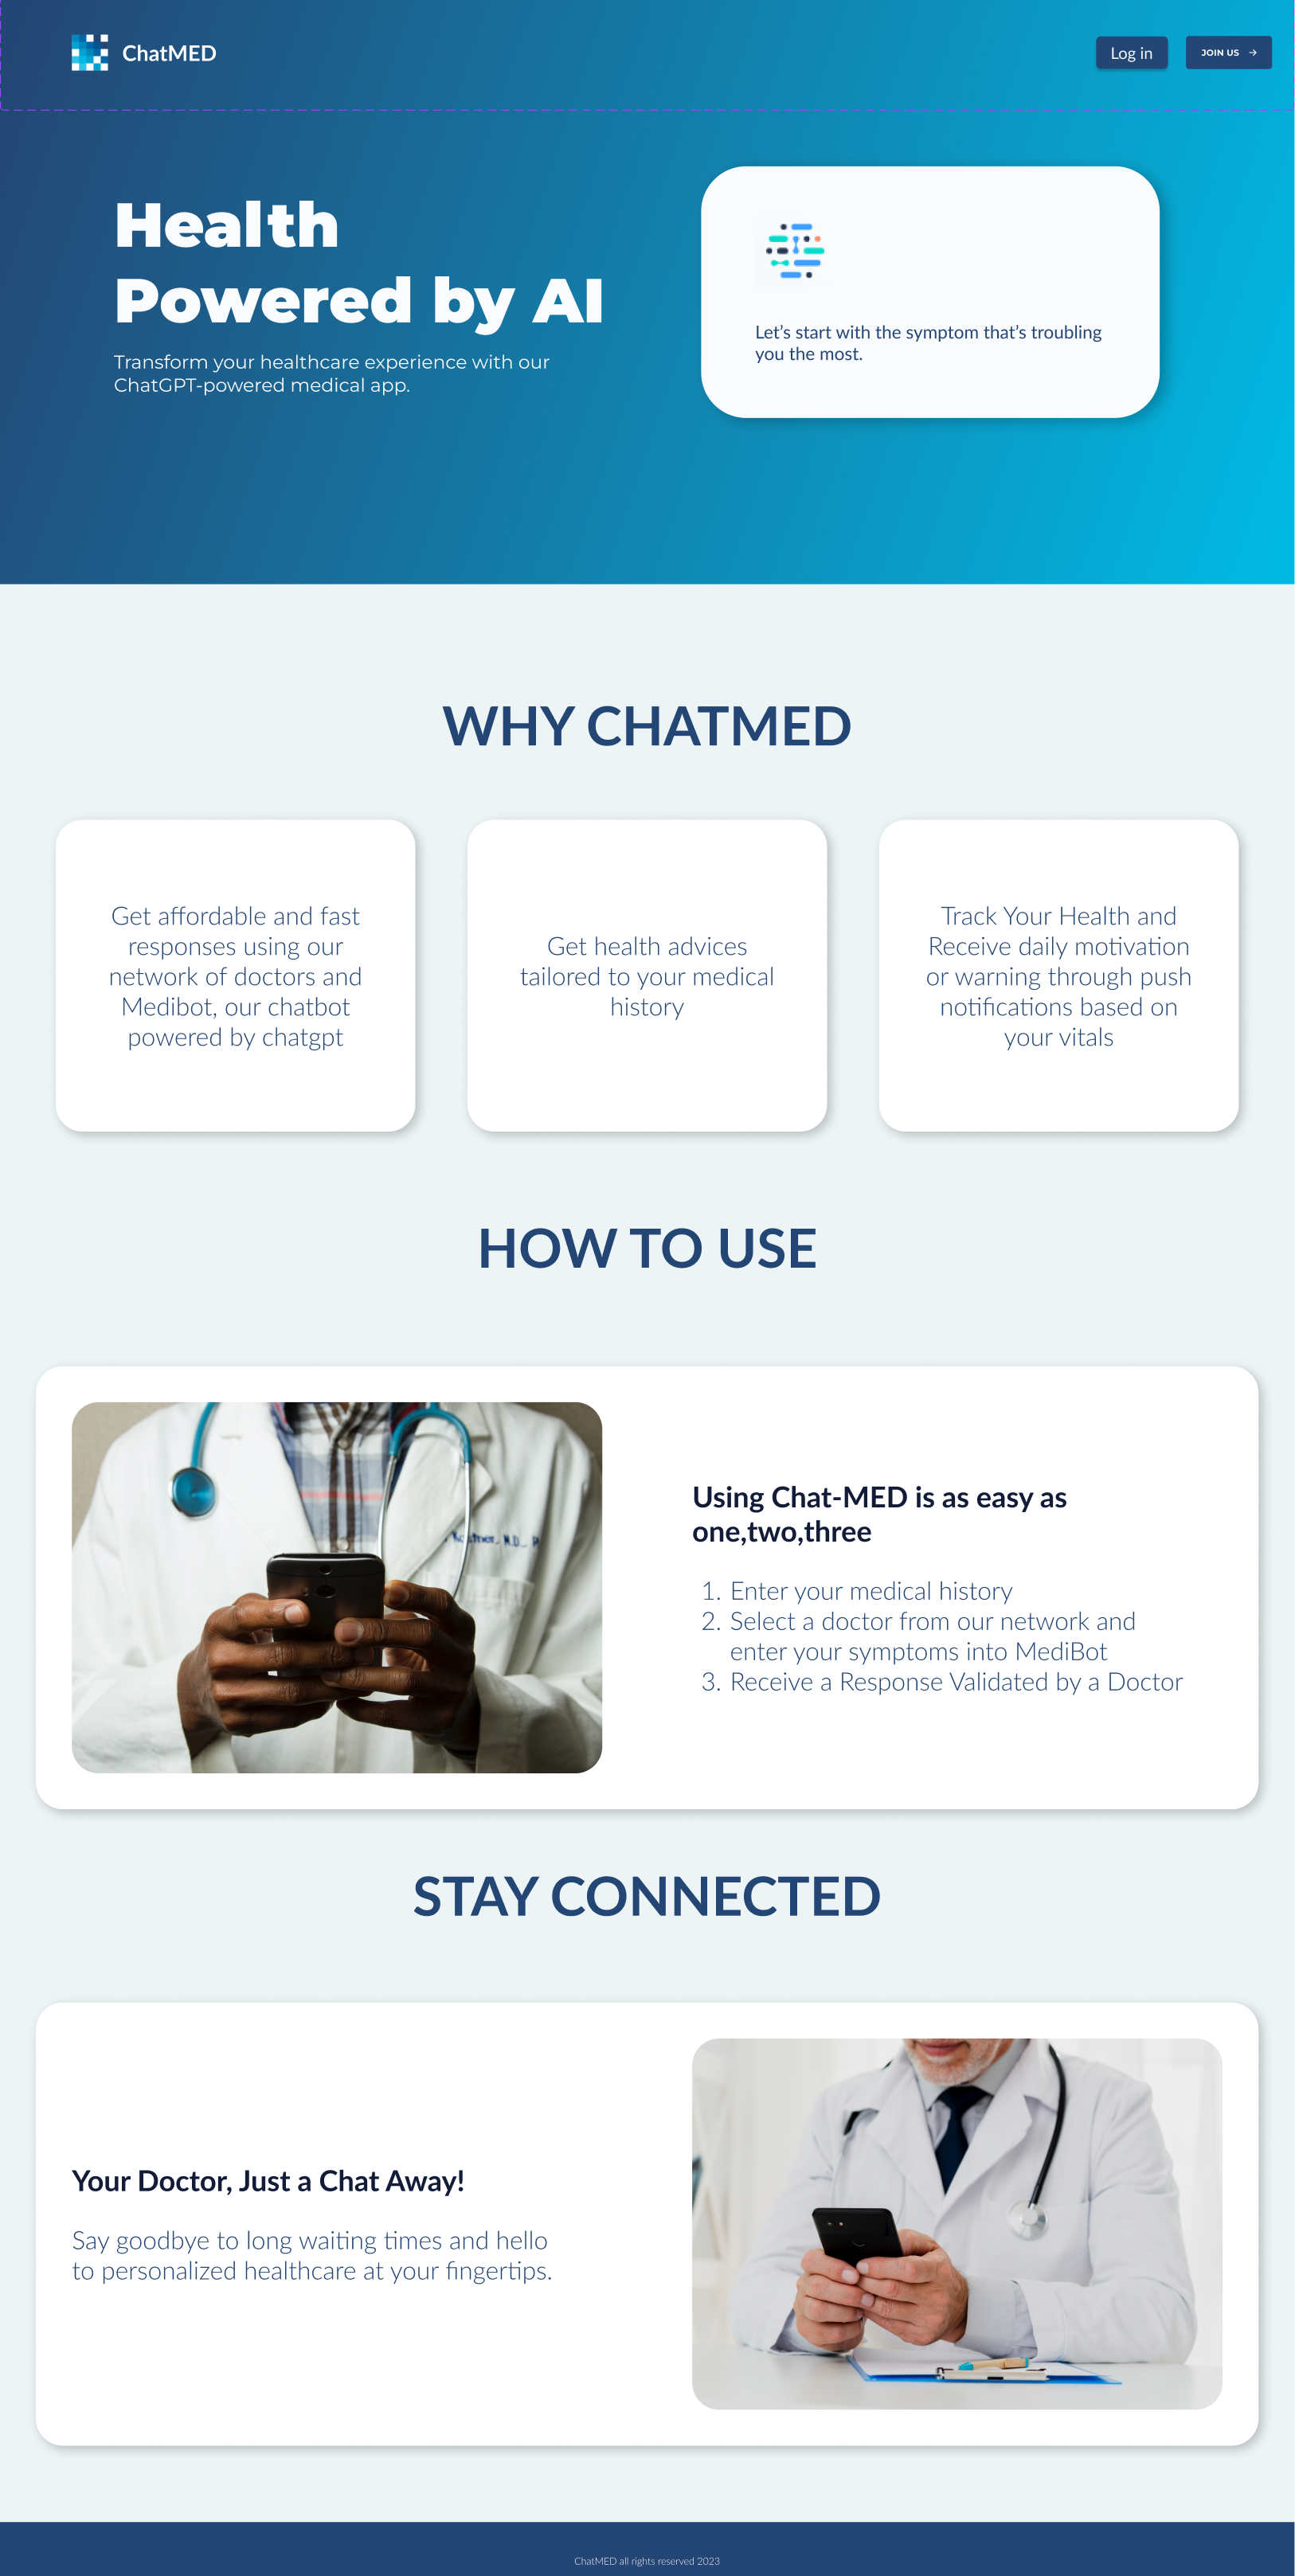 ChatMED
Log in
JOIN US →
Health
Powered by AI
Transform your healthcare experience with our
ChatGPT-powered medical app.
Let's start with the symptom that's troubling
you the most.
WHY CHATMED
Get affordable and fast
responses using our
network of doctors and
Medibot, our chatbot
powered by chatgpt
Get health advices
tailored to your medical
history
Track Your Health and
Receive daily motivation
or warning through push
notifications based on
your vitals
HOW TO USE
Using Chat-MED is as easy as
one,two,three
1. Enter your medical history
2. Select a doctor from our network and
enter your symptoms into MediBot
3. Receive a Response Validated by a Doctor
STAY CONNECTED
Your Doctor, Just a Chat Away!
Say goodbye to long waiting times and hello
to personalized healthcare at your fingertips.
ChatMED all rights reserved 2023